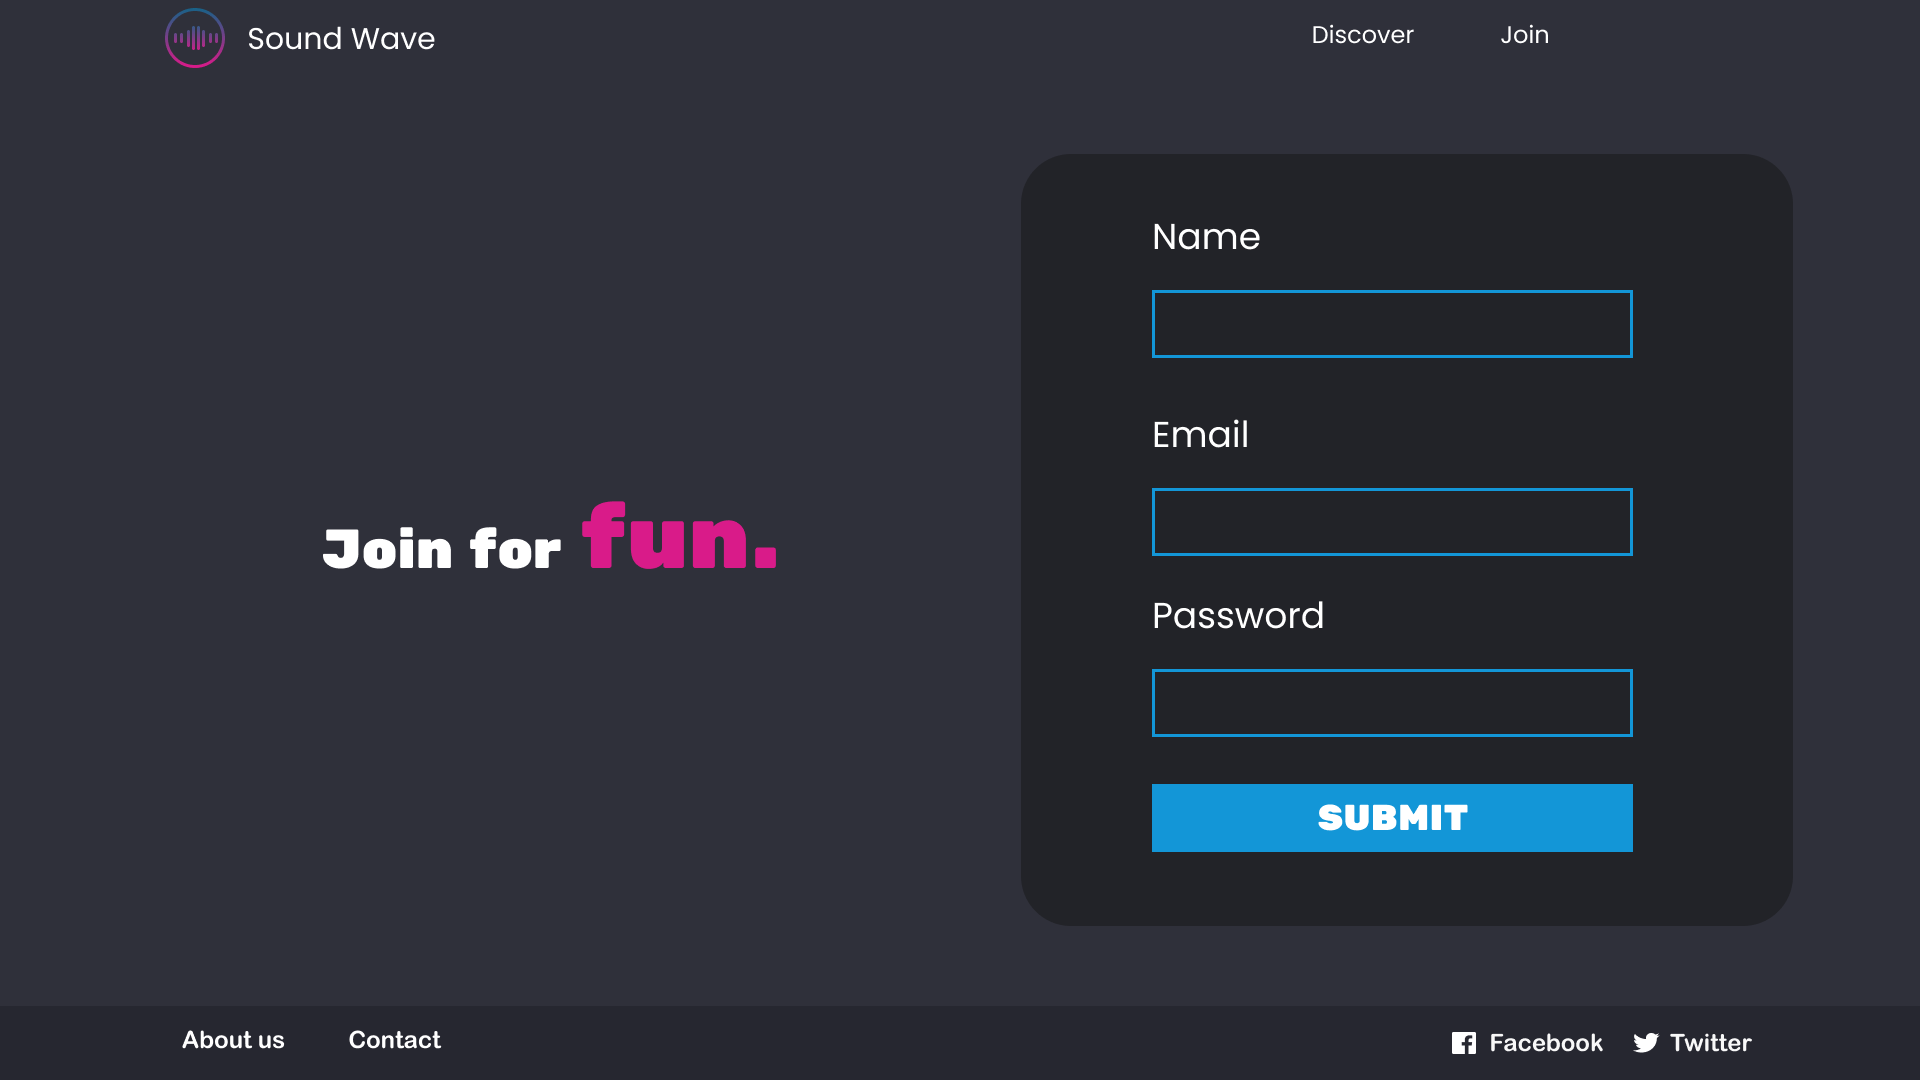 Sound Wave
Discover
Join
Join for fun.
Name
Email
Password
SUBMIT
About us
Contact
Facebook
Twitter